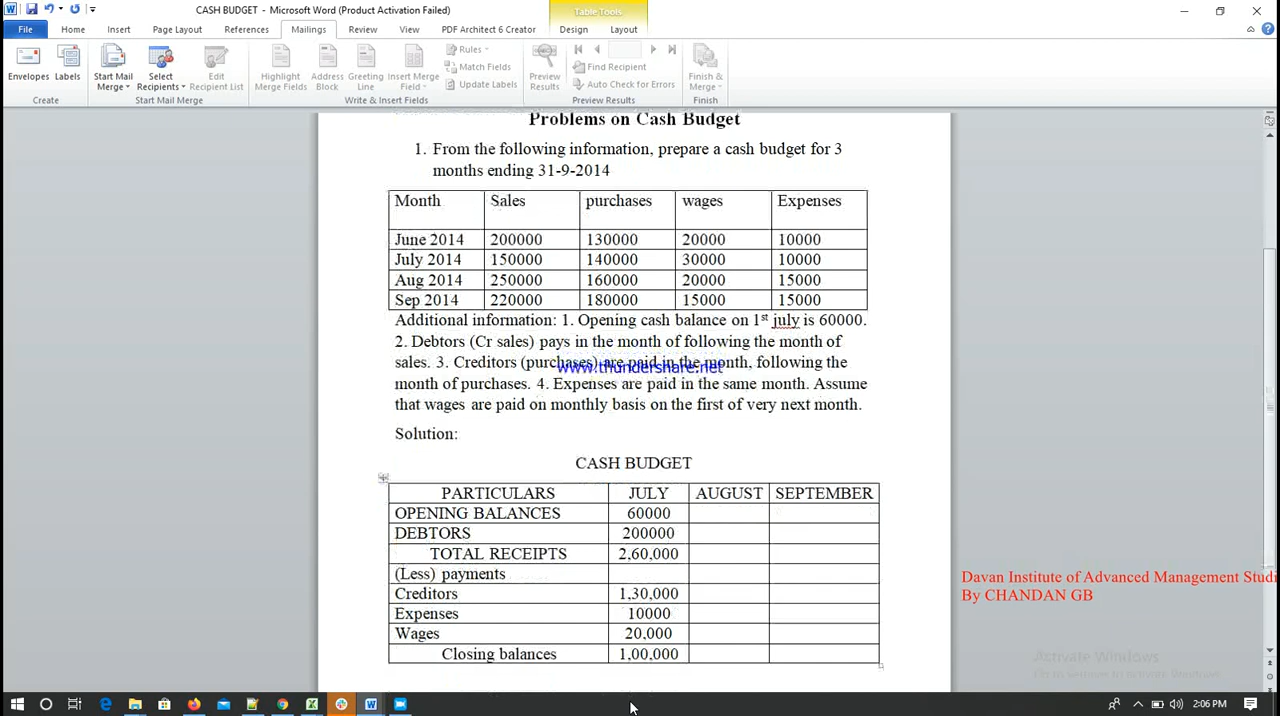 CASH BUDGET - Microsoft Word (Product Activation Failed)
Table Tools
File Home Insert Page Layout References Mailings Review View PDF Architect 6 Creator Design Layout
Envelopes Labels Start Mail Merge Select Recipients Edit Recipient List Highlight Merge Fields Address Block Greeting Line Insert Merge Field Rules Match Fields Update Labels Preview Results Find Recipient Auto Check for Errors Finish & Merge
Create Start Mail Merge Write & Insert Fields Preview Results Finish
Problems on Cash Budget
1. From the following information, prepare a cash budget for 3
months ending 31-9-2014
Month Sales purchases wages Expenses
June 2014 200000 130000 20000 10000
July 2014 150000 140000 30000 10000
Aug 2014 250000 160000 20000 15000
Sep 2014 220000 180000 15000 15000
Additional information: 1. Opening cash balance on 1st july is 60000.
2. Debtors (Cr sales) pays in the month of following the month of
sales. 3. Creditors (purchases) are paid in the month, following the
www.thundershare.net
month of purchases. 4. Expenses are paid in the same month. Assume
that wages are paid on monthly basis on the first of very next month.
Solution:
CASH BUDGET
PARTICULARS JULY AUGUST SEPTEMBER
OPENING BALANCES 60000
DEBTORS 200000
TOTAL RECEIPTS 2,60,000
(Less) payments
Creditors 1,30,000
Expenses 10000
Wages 20,000
Closing balances 1,00,000
Davan Institute of Advanced Management Studi
By CHANDAN GB
Activate Windows
Go to Settings to activate Windows.
2:06 PM